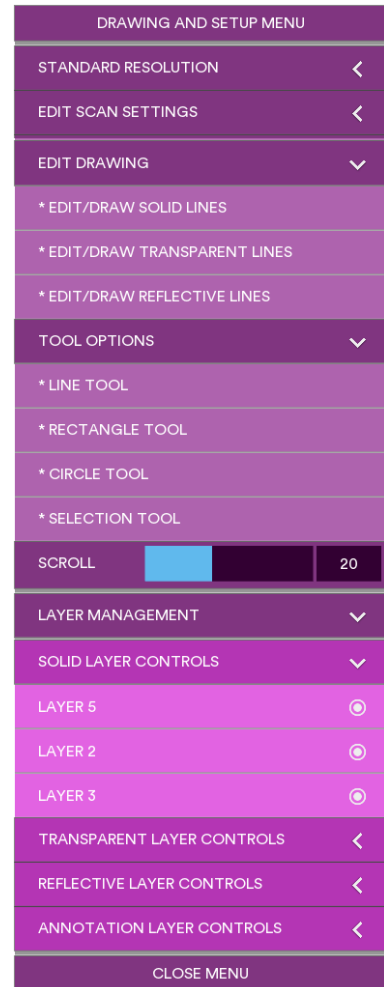 DRAWING AND SETUP MENU
STANDARD RESOLUTION
EDIT SCAN SETTINGS
EDIT DRAWING
* EDIT/DRAW SOLID LINES
* EDIT/DRAW TRANSPARENT LINES
* EDIT/DRAW REFLECTIVE LINES
TOOL OPTIONS
* LINE TOOL
* RECTANGLE TOOL
* CIRCLE TOOL
* SELECTION TOOL
SCROLL 20
LAYER MANAGEMENT
SOLID LAYER CONTROLS
LAYER 5
LAYER 2
LAYER 3
TRANSPARENT LAYER CONTROLS
REFLECTIVE LAYER CONTROLS
ANNOTATION LAYER CONTROLS
CLOSE MENU